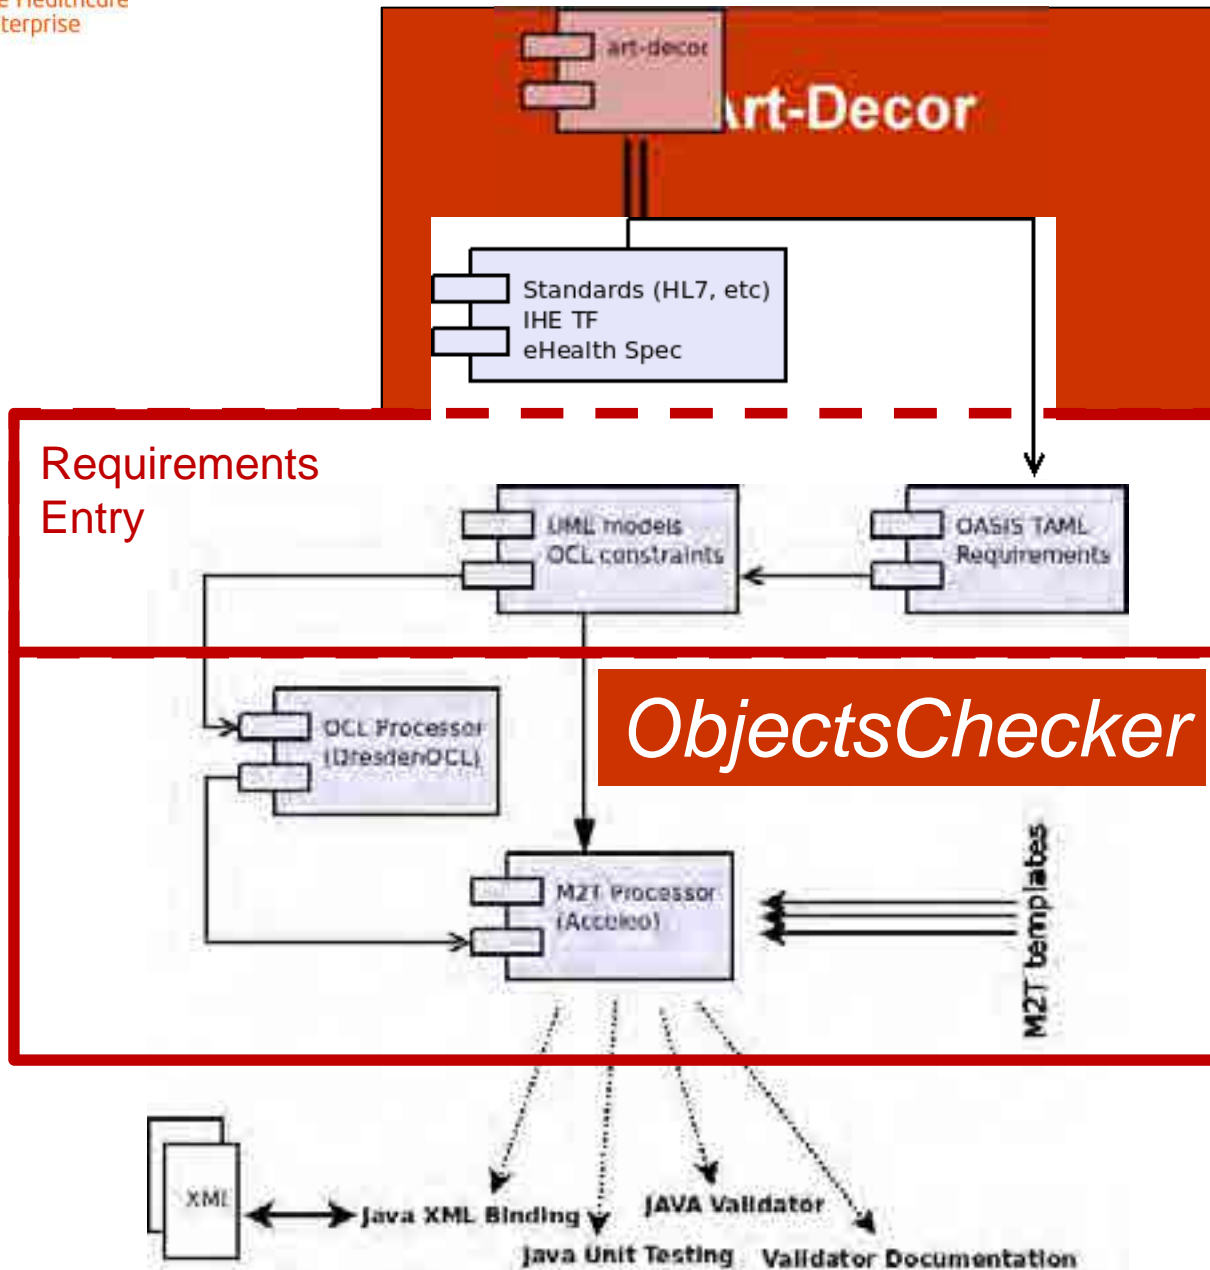 Healthcare
terprise
art-decor
Art-Decor
Standards (HL7, etc)
IHE TF
eHealth Spec
Requirements
Entry
UML models
OCL constraints
OASIS TAML
Requirements
OCL Processor
(DresdenOCL)
ObjectsChecker
M2T Processor
(Acceleo)
M2T templates
XML
Java XML Binding
JAVA Validator
Java Unit Testing
Validator Documentation